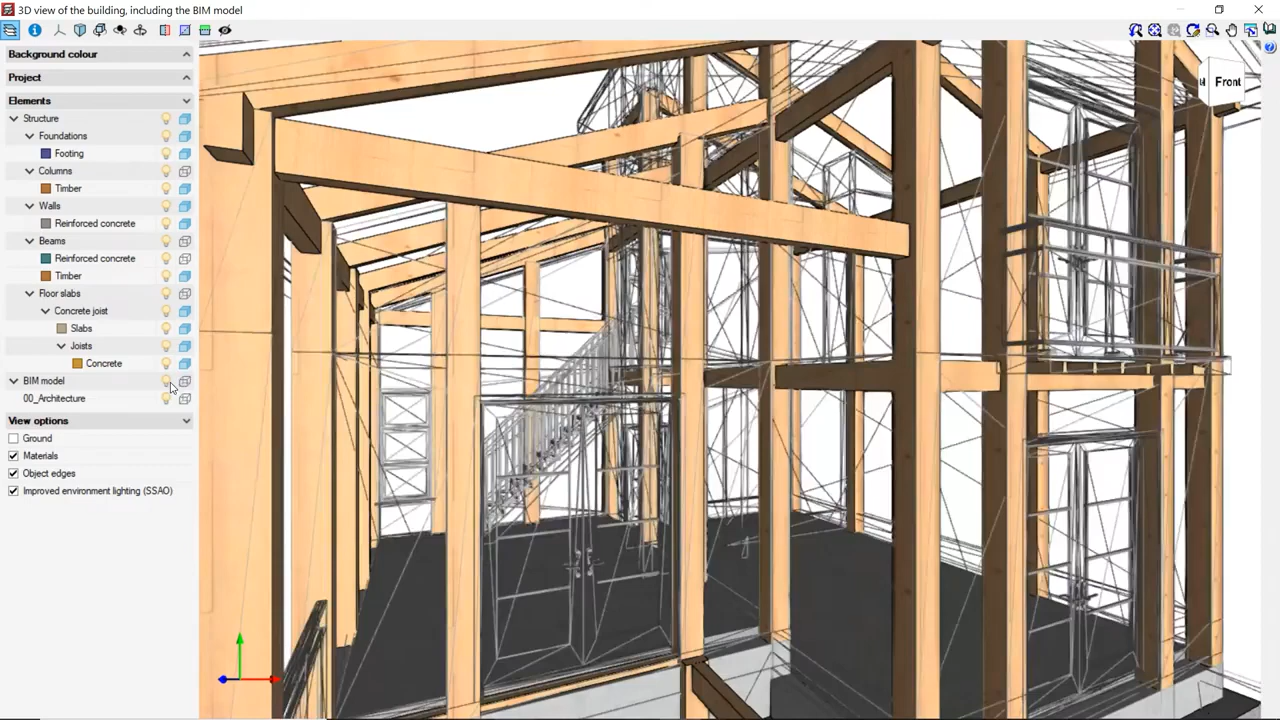 3D view of the building, including the BIM model
Background colour
Project
Elements
Structure
Foundations
Footing
Columns
Timber
Walls
Reinforced concrete
Beams
Reinforced concrete
Timber
Floor slabs
Concrete joist
Slabs
Joists
Concrete
BIM model
00_Architecture
View options
Ground
Materials
Object edges
Improved environment lighting (SSAO)
Front